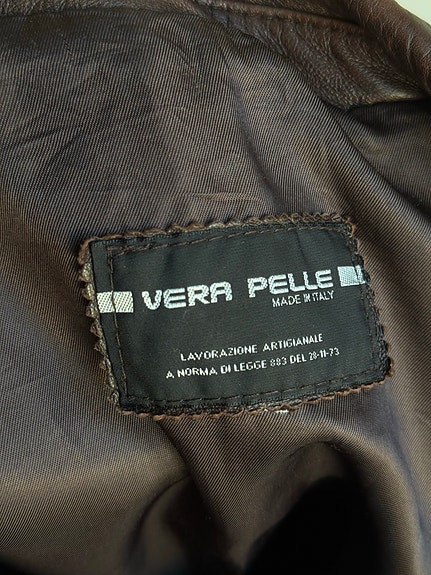 VERA PELLE
MADE IN ITALY
LAVORAZIONE ARTIGIANALE
A NORMA DI LEGGE 883 DEL 28-11-73